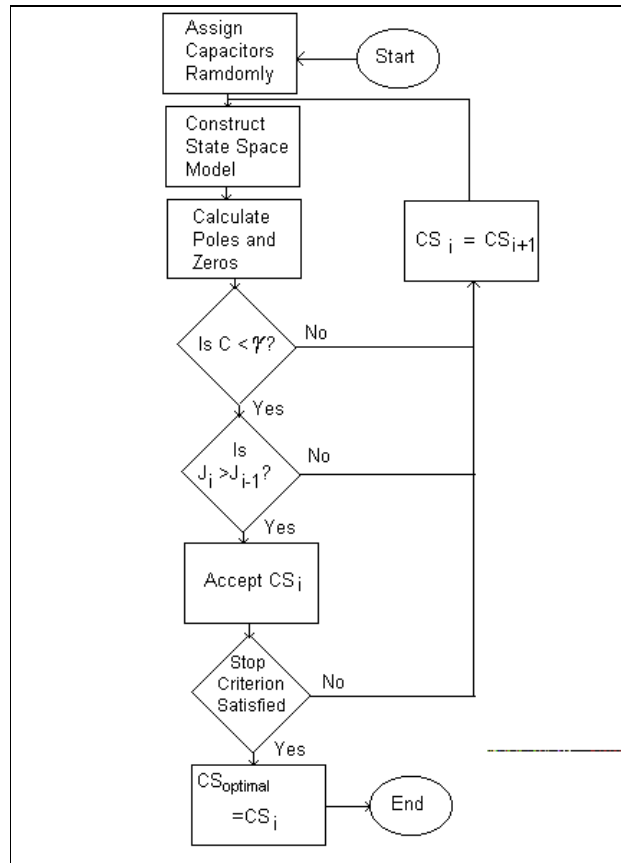 Assign
Capacitors
Ramdomly
Start
Construct
State Space
Model
Calculate
Poles and
Zeros
CS i = CS i+1
Is C < γ?
No
Yes
Is
J i > J i-1 ?
No
Yes
Accept CS i
Stop
Criterion
Satisfied
No
Yes
CS optimal
=CS i
End